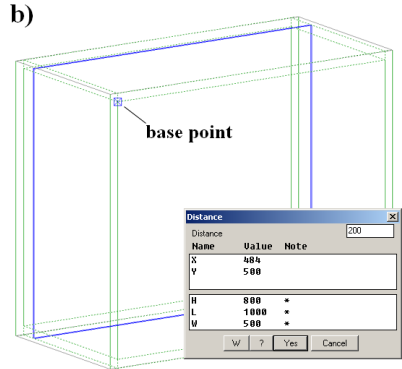 b)
base point
Distance
Distance 200
Name Value Note
X 484
Y 500
H 800 *
L 1000 *
W 500 *
W ? Yes Cancel